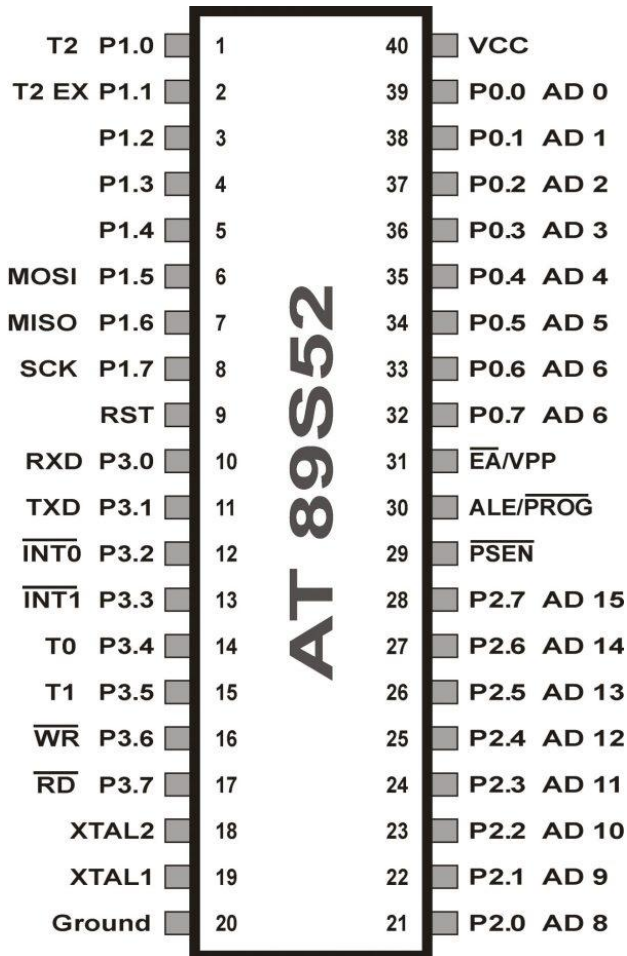 T2 P1.0 1 40 VCC
T2 EX P1.1 2 39 P0.0 AD 0
P1.2 3 38 P0.1 AD 1
P1.3 4 37 P0.2 AD 2
P1.4 5 36 P0.3 AD 3
MOSI P1.5 6 35 P0.4 AD 4
MISO P1.6 7 34 P0.5 AD 5
SCK P1.7 8 33 P0.6 AD 6
RST 9 32 P0.7 AD 6
RXD P3.0 10 31 E̅A̅/VPP
TXD P3.1 11 30 ALE/P̅R̅O̅G̅
I̅N̅T̅0̅ P3.2 12 29 P̅S̅E̅N̅
I̅N̅T̅1̅ P3.3 13 28 P2.7 AD 15
T0 P3.4 14 27 P2.6 AD 14
T1 P3.5 15 26 P2.5 AD 13
W̅R̅ P3.6 16 25 P2.4 AD 12
R̅D̅ P3.7 17 24 P2.3 AD 11
XTAL2 18 23 P2.2 AD 10
XTAL1 19 22 P2.1 AD 9
Ground 20 21 P2.0 AD 8
AT 89S52